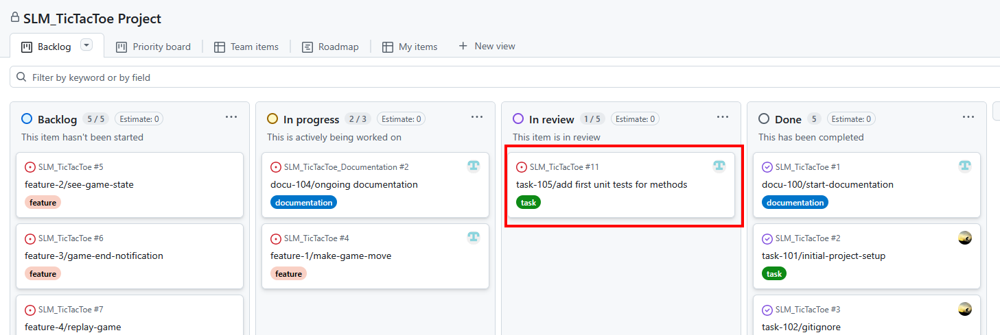 SLM_TicTacToe Project
Backlog
Priority board
Team items
Roadmap
My items
New view
Filter by keyword or by field
Backlog 5 / 5 Estimate: 0
This item hasn't been started
SLM_TicTacToe #5
feature-2/see-game-state
feature
SLM_TicTacToe #6
feature-3/game-end-notification
feature
SLM_TicTacToe #7
feature-4/replay-game
In progress 2 / 3 Estimate: 0
This is actively being worked on
SLM_TicTacToe_Documentation #2
docu-104/ongoing documentation
documentation
SLM_TicTacToe #4
feature-1/make-game-move
feature
In review 1 / 5 Estimate: 0
This item is in review
SLM_TicTacToe #11
task-105/add first unit tests for methods
task
Done 5 Estimate: 0
This has been completed
SLM_TicTacToe #1
docu-100/start-documentation
documentation
SLM_TicTacToe #2
task-101/initial-project-setup
task
SLM_TicTacToe #3
task-102/gitignore